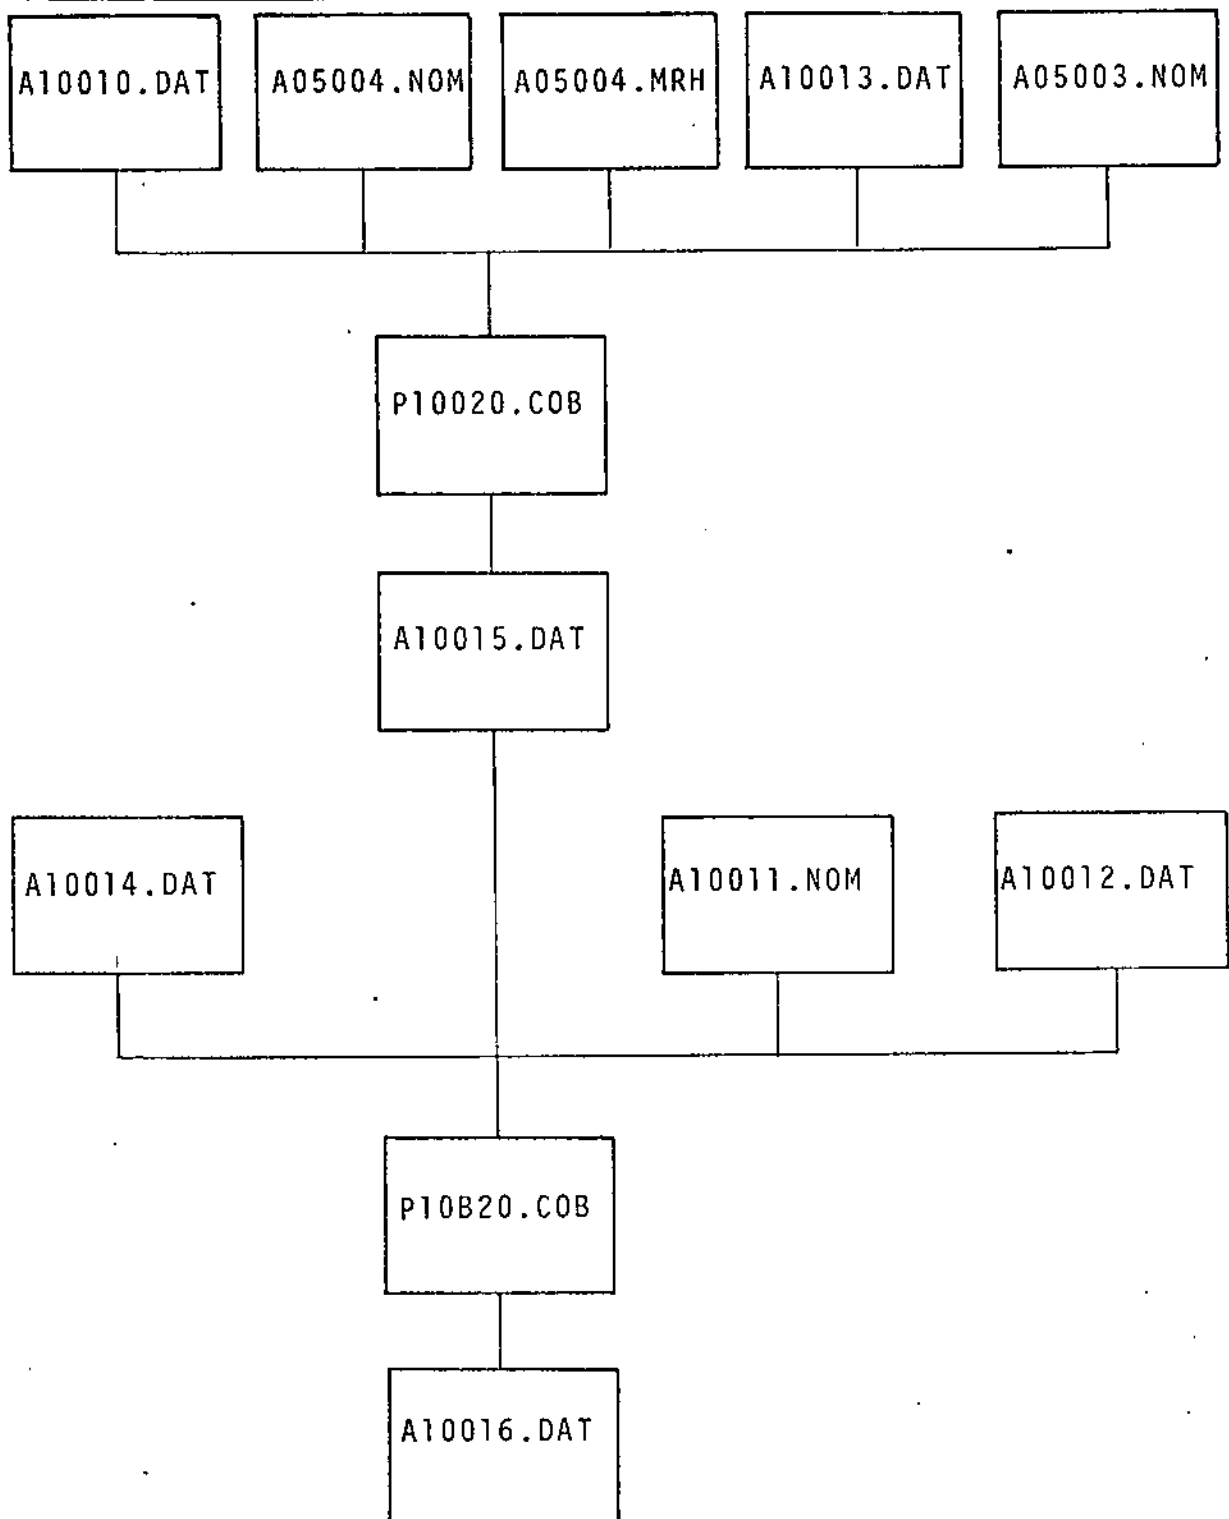 A10010.DAT
A05004.NOM
A05004.MRH
A10013.DAT
A05003.NOM
P10020.COB
A10015.DAT
A10014.DAT
A10011.NOM
A10012.DAT
P10B20.COB
A10016.DAT